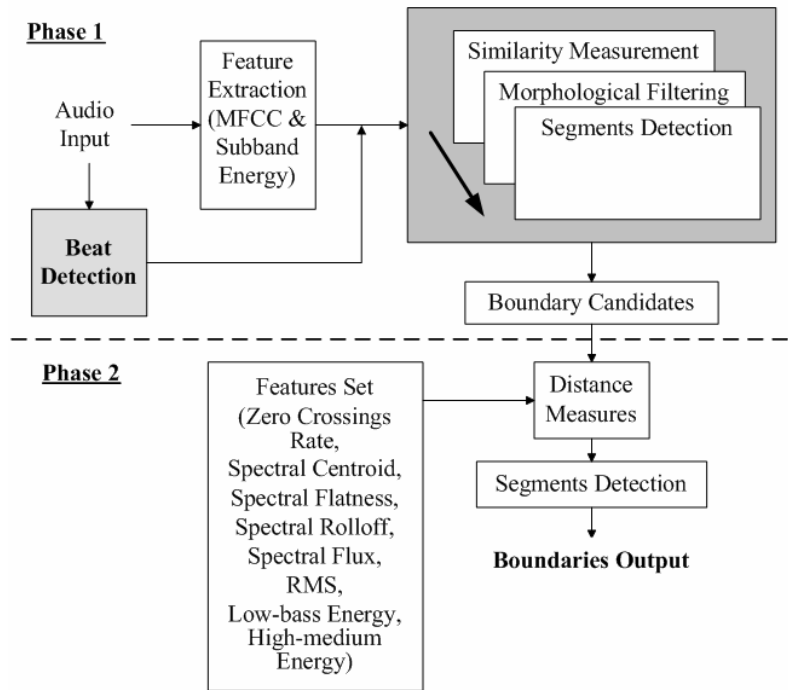 Phase 1
Audio
Input
Beat
Detection
Feature
Extraction
(MFCC &
Subband
Energy)
Similarity Measurement
Morphological Filtering
Segments Detection
Boundary Candidates
Phase 2
Features Set
(Zero Crossings
Rate,
Spectral Centroid,
Spectral Flatness,
Spectral Rolloff,
Spectral Flux,
RMS,
Low-bass Energy,
High-medium
Energy)
Distance
Measures
Segments Detection
Boundaries Output